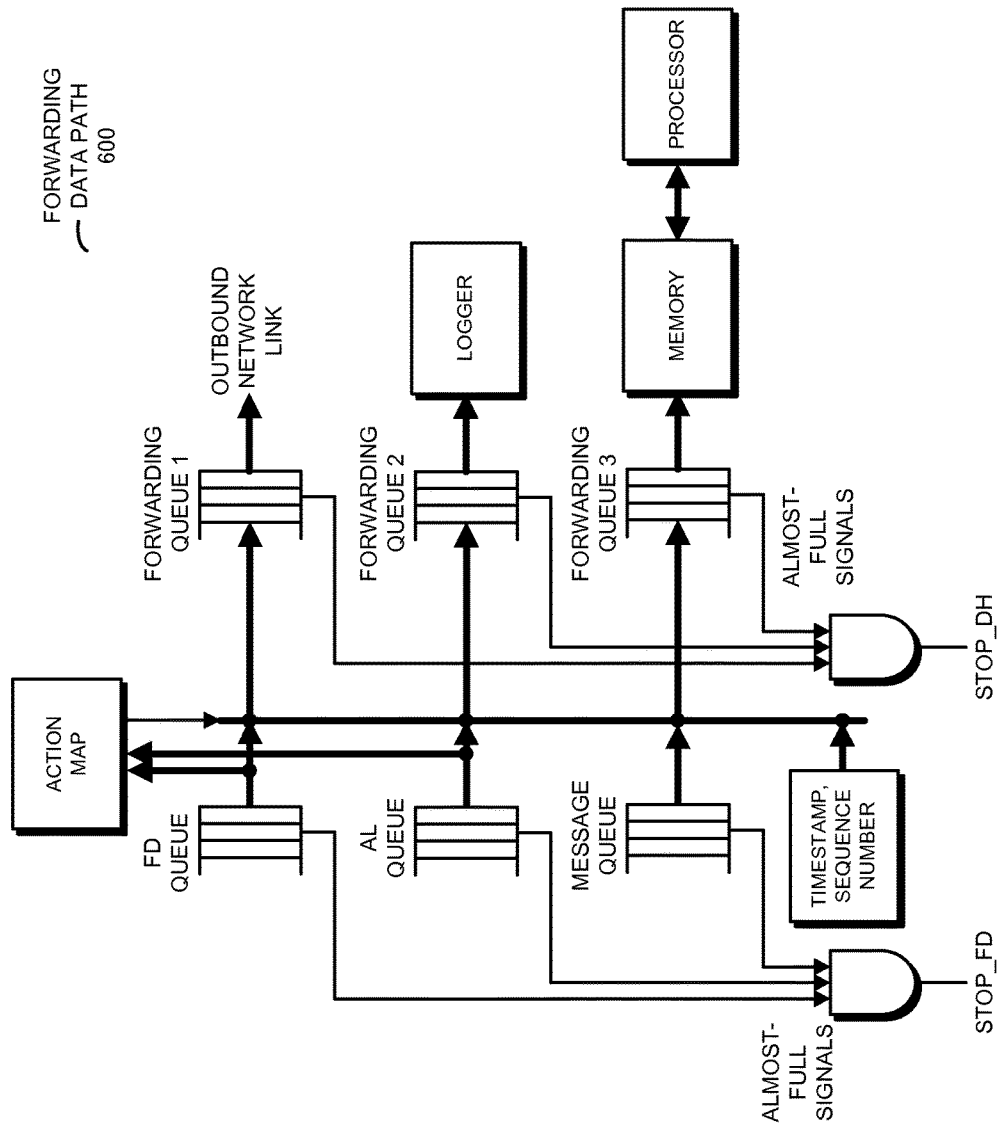 FORWARDING
DATA PATH
600
ACTION
MAP
FD
QUEUE
FORWARDING
QUEUE 1
OUTBOUND
NETWORK
LINK
AL
QUEUE
FORWARDING
QUEUE 2
LOGGER
MESSAGE
QUEUE
FORWARDING
QUEUE 3
MEMORY
PROCESSOR
TIMESTAMP,
SEQUENCE
NUMBER
ALMOST-
FULL
SIGNALS
ALMOST-
FULL
SIGNALS
STOP_FD
STOP_DH